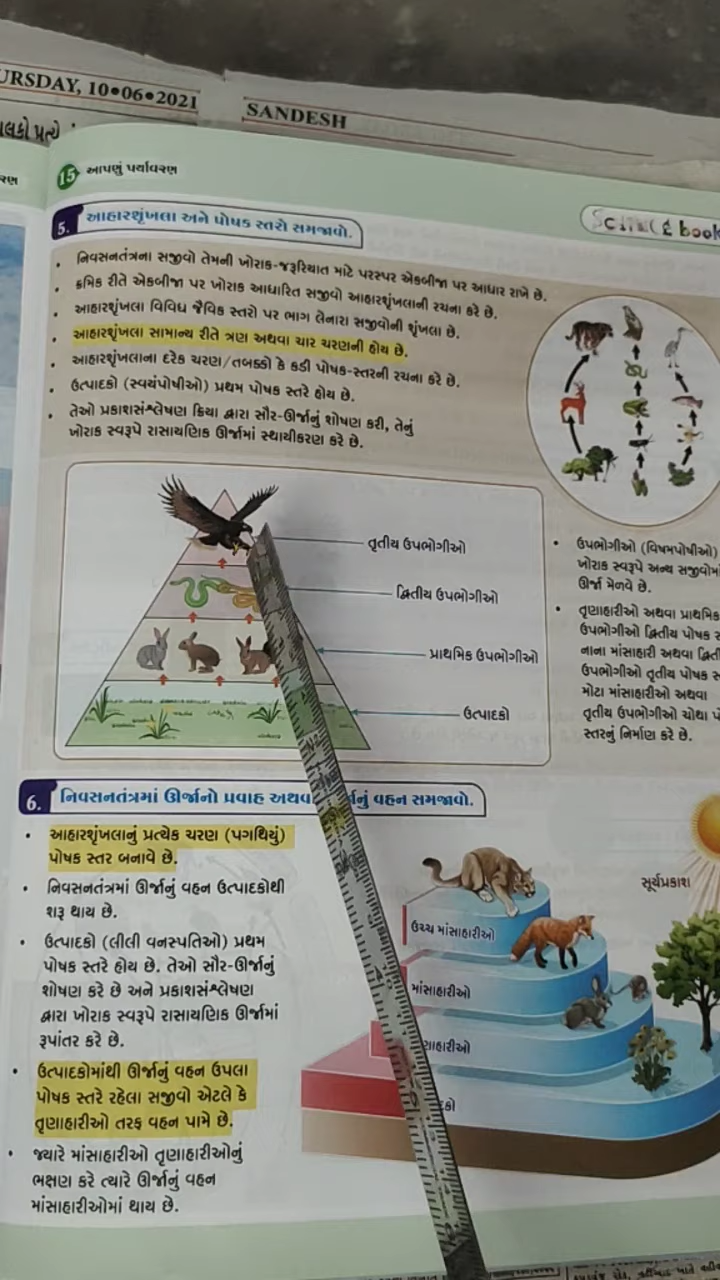 URSDAY, 10•06•2021
SANDESH
લકો પ્રત્યે
રણ
15 આપણું પર્યાવરણ
SCIENCE book
5. આહારશૃંખલા અને પોષક સ્તરો સમજાવો.
• નિવસનતંત્રના સજીવો તેમની ખોરાક-જરૂરિયાત માટે પરસ્પર એકબીજા પર આધાર રાખે છે.
• ક્રમિક રીતે એકબીજા પર ખોરાક આધારિત સજીવો આહારશૃંખલાની રચના કરે છે.
• આહારશૃંખલા વિવિધ જૈવિક સ્તરો પર ભાગ લેનારા સજીવોની શૃંખલા છે.
• આહારશૃંખલા સામાન્ય રીતે ત્રણ અથવા ચાર ચરણની હોય છે.
• આહારશૃંખલાના દરેક ચરણ/તબક્કો કે કડી પોષક-સ્તરની રચના કરે છે.
• ઉત્પાદકો (સ્વયંપોષીઓ) પ્રથમ પોષક સ્તરે હોય છે.
• તેઓ પ્રકાશસંશ્લેષણ ક્રિયા દ્વારા સૌર-ઊર્જાનું શોષણ કરી, તેનું
ખોરાક સ્વરૂપે રાસાયણિક ઊર્જામાં સ્થાયીકરણ કરે છે.
તૃતીય ઉપભોગીઓ
દ્વિતીય ઉપભોગીઓ
પ્રાથમિક ઉપભોગીઓ
ઉત્પાદકો
• ઉપભોગીઓ (વિષમપોષીઓ)
ખોરાક સ્વરૂપે અન્ય સજીવોમાં
ઊર્જા મેળવે છે.
• તૃણાહારીઓ અથવા પ્રાથમિક
ઉપભોગીઓ દ્વિતીય પોષક સ
નાના માંસાહારી અથવા દ્વિતી
ઉપભોગીઓ તૃતીય પોષક સ
મોટા માંસાહારીઓ અથવા
તૃતીય ઉપભોગીઓ ચોથા પો
સ્તરનું નિર્માણ કરે છે.
6. નિવસનતંત્રમાં ઊર્જાનો પ્રવાહ અથવ ર્જાનું વહન સમજાવો.
• આહારશૃંખલાનું પ્રત્યેક ચરણ (પગથિયું)
પોષક સ્તર બનાવે છે.
• નિવસનતંત્રમાં ઊર્જાનું વહન ઉત્પાદકોથી
શરૂ થાય છે.
• ઉત્પાદકો (લીલી વનસ્પતિઓ) પ્રથમ
પોષક સ્તરે હોય છે. તેઓ સૌર-ઊર્જાનું
શોષણ કરે છે અને પ્રકાશસંશ્લેષણ
દ્વારા ખોરાક સ્વરૂપે રાસાયણિક ઊર્જામાં
રૂપાંતર કરે છે.
• ઉત્પાદકોમાંથી ઊર્જાનું વહન ઉપલા
પોષક સ્તરે રહેલા સજીવો એટલે કે
તૃણાહારીઓ તરફ વહન પામે છે.
• જ્યારે માંસાહારીઓ તૃણાહારીઓનું
ભક્ષણ કરે ત્યારે ઊર્જાનું વહન
માંસાહારીઓમાં થાય છે.
સૂર્યપ્રકાશ
ઉચ્ચ માંસાહારીઓ
માંસાહારીઓ
ણાહારીઓ
દકો